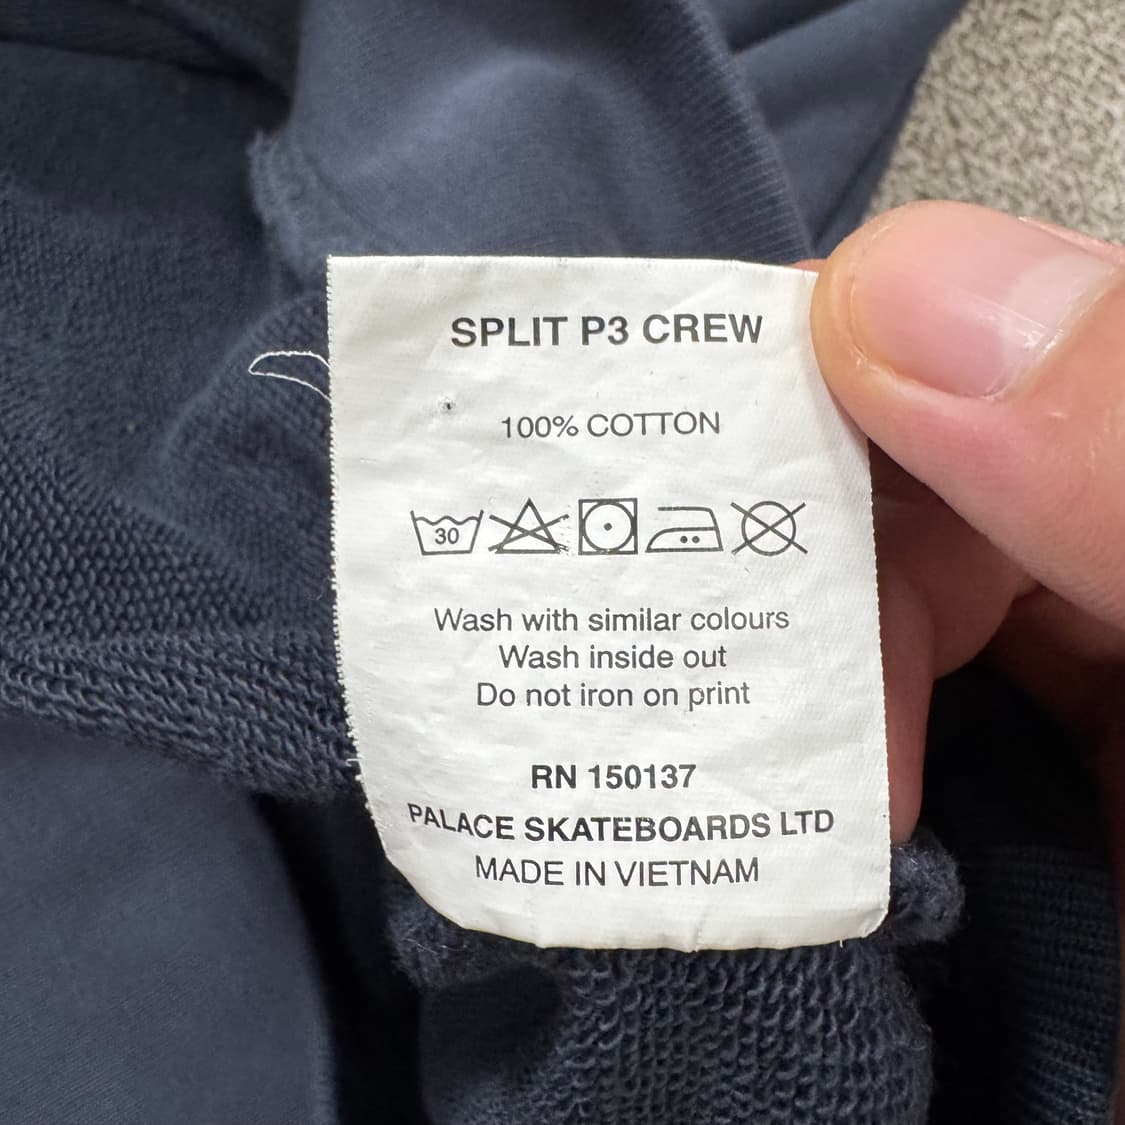 SPLIT P3 CREW
100% COTTON
30
Wash with similar colours
Wash inside out
Do not iron on print
RN 150137
PALACE SKATEBOARDS LTD
MADE IN VIETNAM